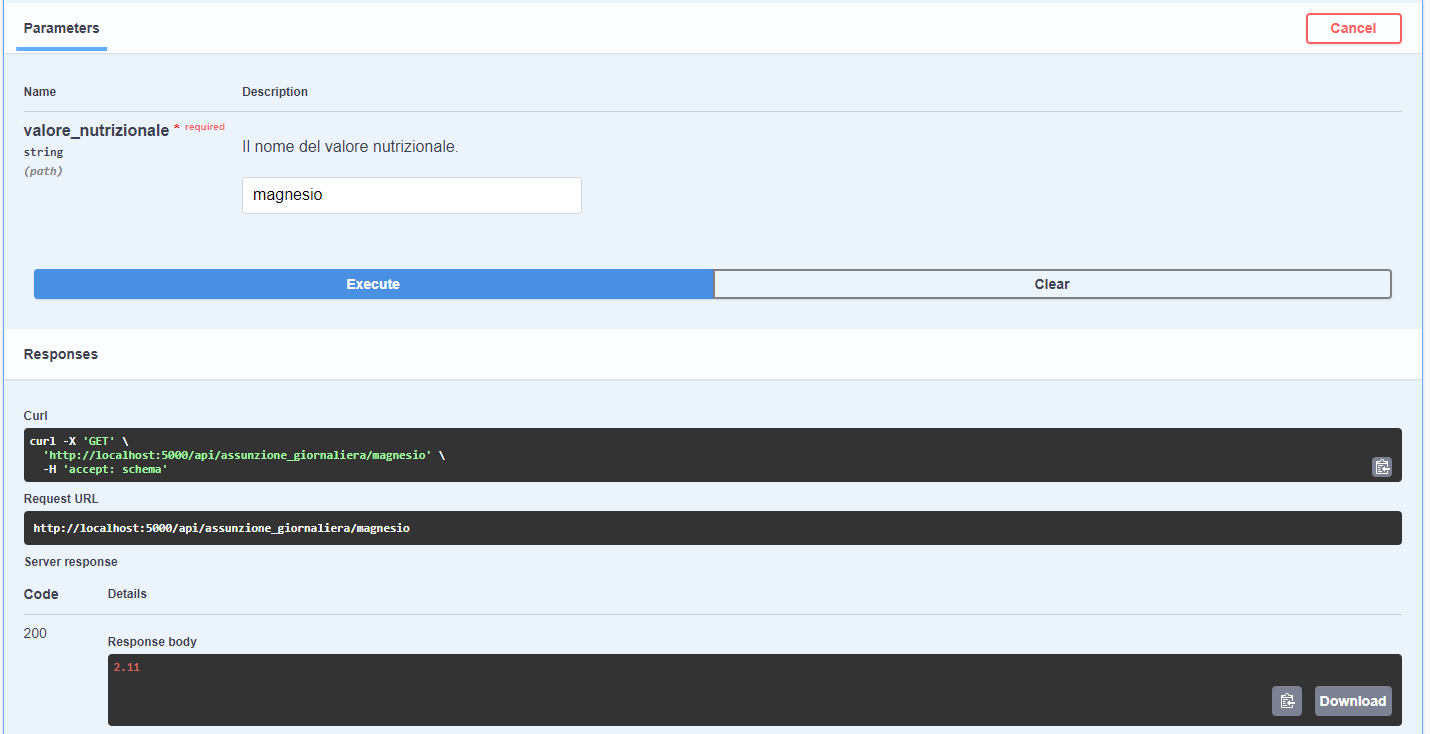 Parameters
Cancel
Name
Description
valore_nutrizionale * required
string
(path)
Il nome del valore nutrizionale.
magnesio
Execute
Clear
Responses
Curl
curl -X 'GET' \
'http://localhost:5000/api/assunzione_giornaliera/magnesio' \
-H 'accept: schema'
Request URL
http://localhost:5000/api/assunzione_giornaliera/magnesio
Server response
Code
Details
200
Response body
2.11
Download